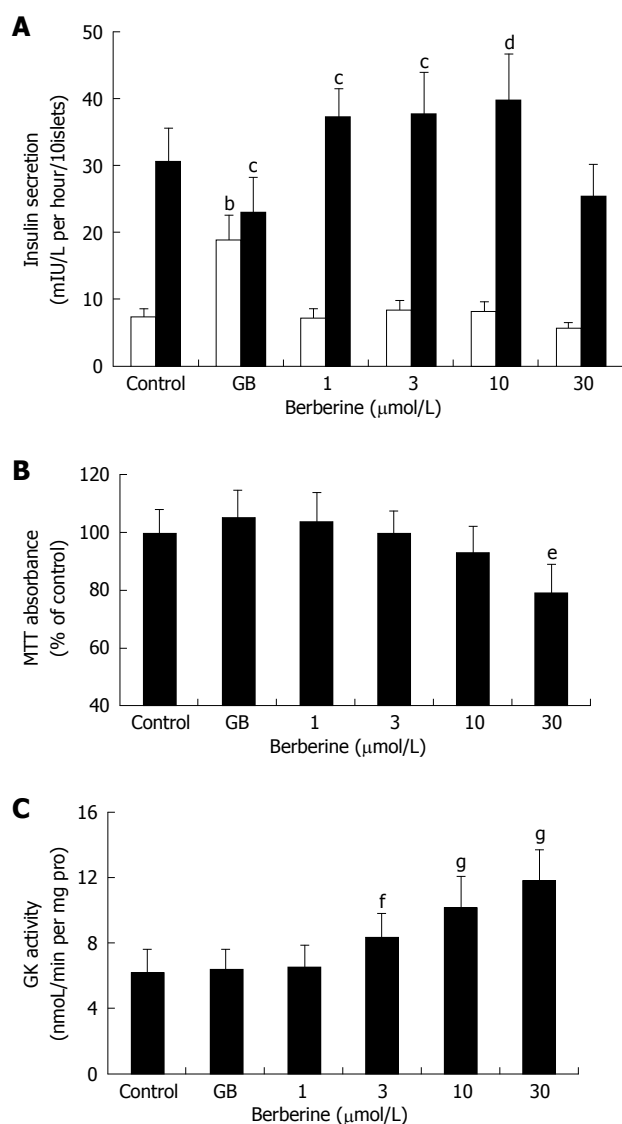 A
50
40
30
20
10
0
Insulin secretion
(mIU/L per hour/10islets)
b
c
c
c
d
Control GB 1 3 10 30
Berberine (μmol/L)
B
120
100
80
60
40
MTT absorbance
(% of control)
e
Control GB 1 3 10 30
Berberine (μmol/L)
C
16
12
8
4
0
GK activity
(nmoL/min per mg pro)
f
g
g
Control GB 1 3 10 30
Berberine (μmol/L)